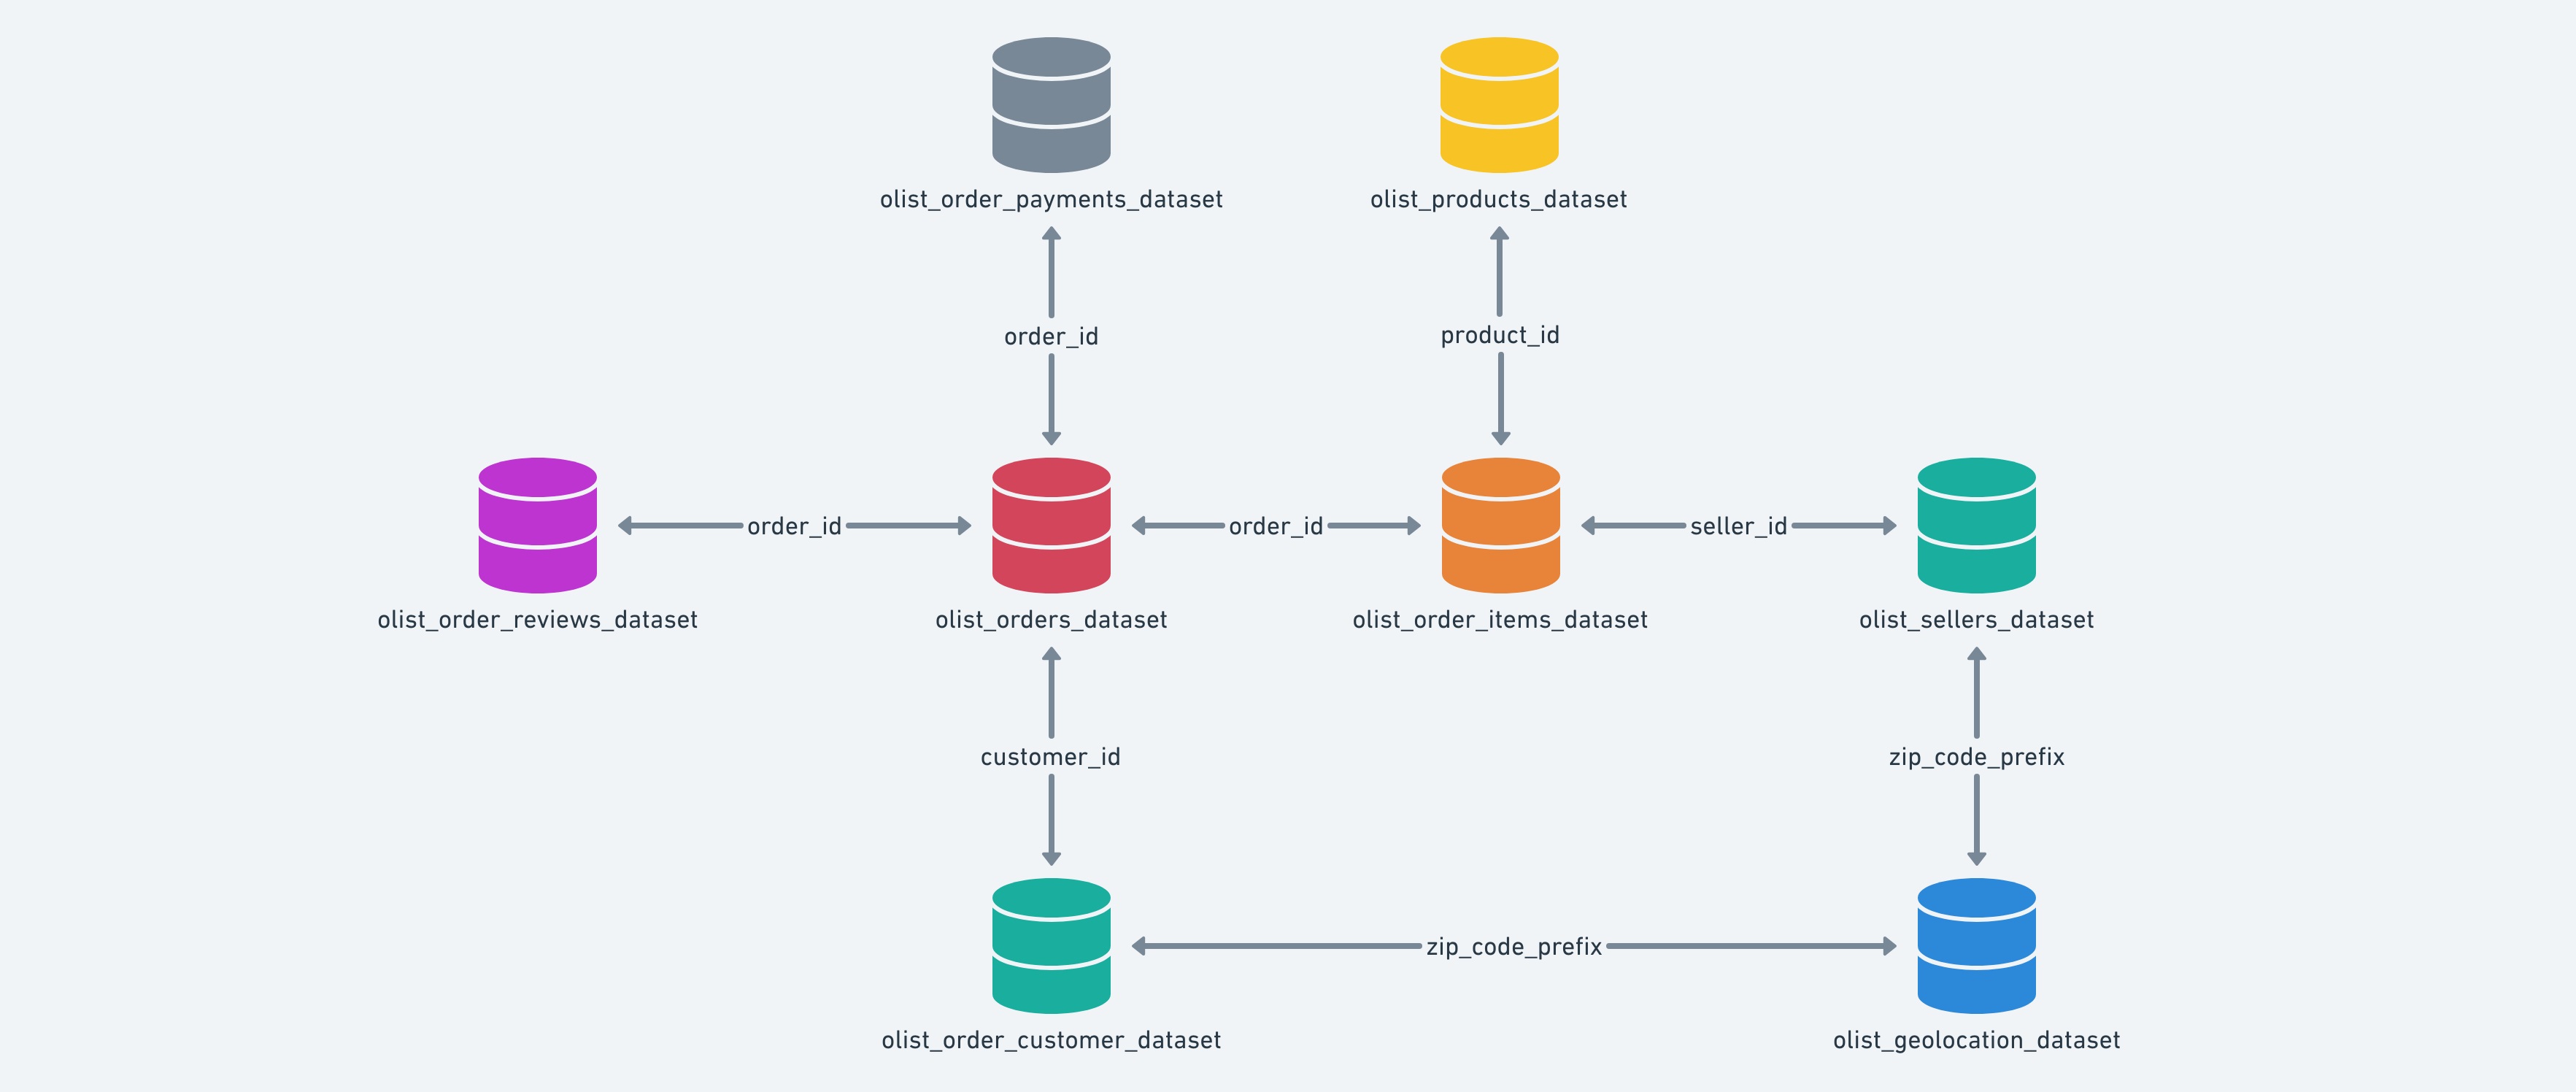 olist_order_payments_dataset
olist_products_dataset
order_id
product_id
order_id
order_id
seller_id
olist_order_reviews_dataset
olist_orders_dataset
olist_order_items_dataset
olist_sellers_dataset
customer_id
zip_code_prefix
zip_code_prefix
olist_order_customer_dataset
olist_geolocation_dataset